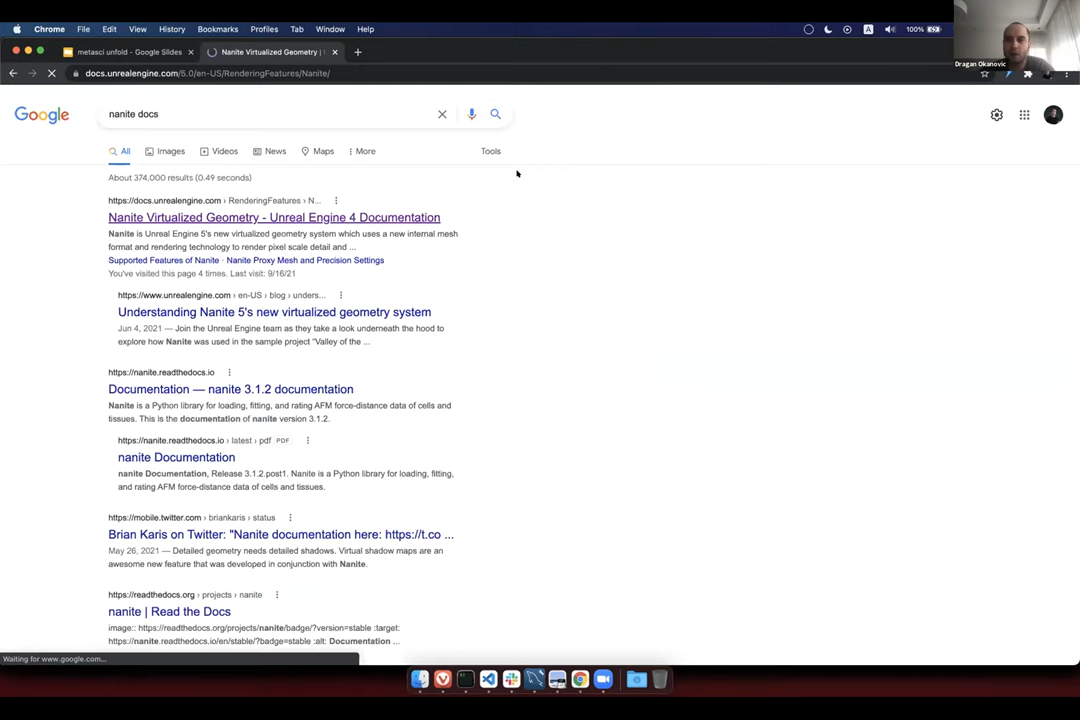 Chrome File Edit View History Bookmarks Profiles Tab Window Help
A 100%
metasci unfold - Google Slides
Nanite Virtualized Geometry |
Dragan Okanovic
docs.unrealengine.com/5.0/en-US/RenderingFeatures/Nanite/
Google
nanite docs
All Images Videos News Maps More Tools
About 374,000 results (0.49 seconds)
https://docs.unrealengine.com › RenderingFeatures › N...
Nanite Virtualized Geometry - Unreal Engine 4 Documentation
Nanite is Unreal Engine 5's new virtualized geometry system which uses a new internal mesh
format and rendering technology to render pixel scale detail and ...
Supported Features of Nanite · Nanite Proxy Mesh and Precision Settings
You've visited this page 4 times. Last visit: 9/16/21
https://www.unrealengine.com › en-US › blog › unders...
Understanding Nanite 5's new virtualized geometry system
Jun 4, 2021 — Join the Unreal Engine team as they take a look underneath the hood to
explore how Nanite was used in the sample project "Valley of the ...
https://nanite.readthedocs.io
Documentation — nanite 3.1.2 documentation
Nanite is a Python library for loading, fitting, and rating AFM force-distance data of cells and
tissues. This is the documentation of nanite version 3.1.2.
https://nanite.readthedocs.io › latest › pdf PDF
nanite Documentation
nanite Documentation, Release 3.1.2.post1. Nanite is a Python library for loading, fitting,
and rating AFM force-distance data of cells and tissues.
https://mobile.twitter.com › briankaris › status
Brian Karis on Twitter: "Nanite documentation here: https://t.co ...
May 26, 2021 — Detailed geometry needs detailed shadows. Virtual shadow maps are an
awesome new feature that was developed in conjunction with Nanite.
https://readthedocs.org › projects › nanite
nanite | Read the Docs
image:: https://readthedocs.org/projects/nanite/badge/?version=stable :target:
https://nanite.readthedocs.io/en/stable/?badge=stable :alt: Documentation ...
Waiting for www.google.com...